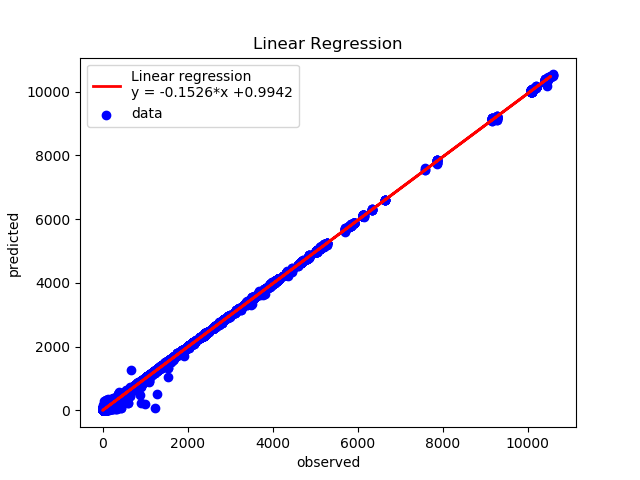 Linear Regression
Linear regression
y = -0.1526*x +0.9942
data
predicted
10000
8000
6000
4000
2000
0
0 2000 4000 6000 8000 10000
observed